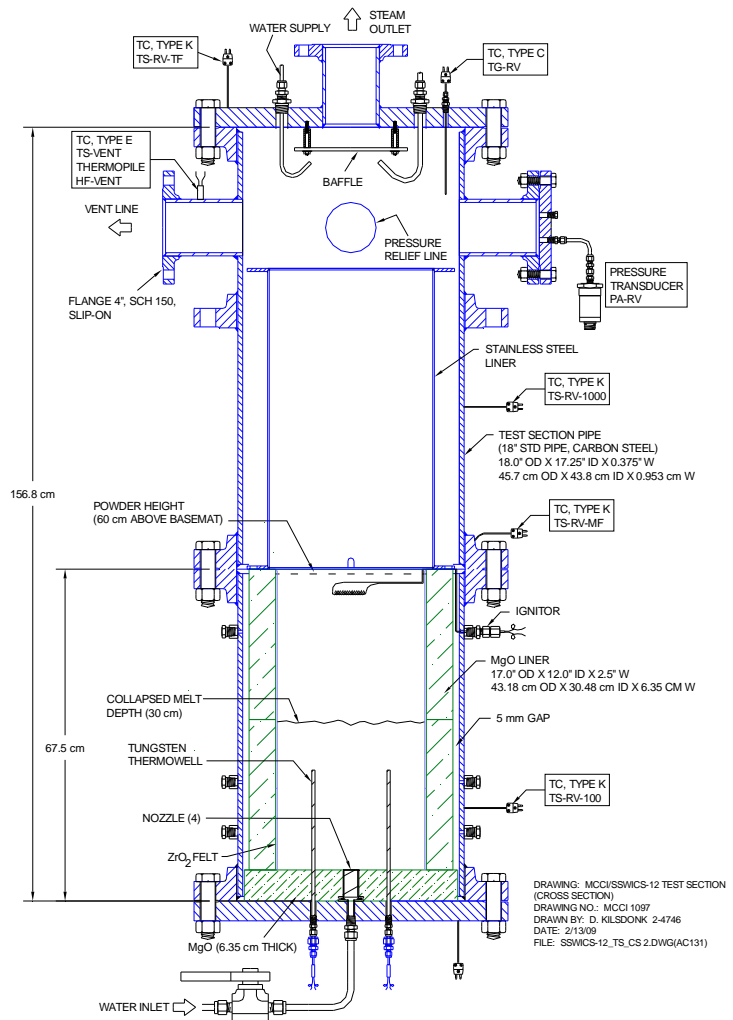 STEAM
OUTLET
WATER SUPPLY
TC, TYPE K
TS-RV-TF
TC, TYPE C
TG-RV
TC, TYPE E
TS-VENT
THERMOPILE
HF-VENT
BAFFLE
VENT LINE
PRESSURE
RELIEF LINE
PRESSURE
TRANSDUCER
PA-RV
FLANGE 4", SCH 150,
SLIP-ON
STAINLESS STEEL
LINER
TC, TYPE K
TS-RV-1000
TEST SECTION PIPE
(18" STD PIPE, CARBON STEEL)
18.0" OD X 17.25" ID X 0.375" W
45.7 cm OD X 43.8 cm ID X 0.953 cm W
156.8 cm
POWDER HEIGHT
(60 cm ABOVE BASEMAT)
TC, TYPE K
TS-RV-MF
IGNITOR
MgO LINER
17.0" OD X 12.0" ID X 2.5" W
43.18 cm OD X 30.48 cm ID X 6.35 CM W
COLLAPSED MELT
DEPTH (30 cm)
5 mm GAP
67.5 cm
TUNGSTEN
THERMOWELL
TC, TYPE K
TS-RV-100
NOZZLE (4)
ZrO2 FELT
MgO (6.35 cm THICK)
DRAWING: MCCI/SSWICS-12 TEST SECTION
(CROSS SECTION)
DRAWING NO.: MCCI 1097
DRAWN BY: D. KILSDONK 2-4746
DATE: 2/13/09
FILE: SSWICS-12_TS_CS 2.DWG(AC131)
WATER INLET